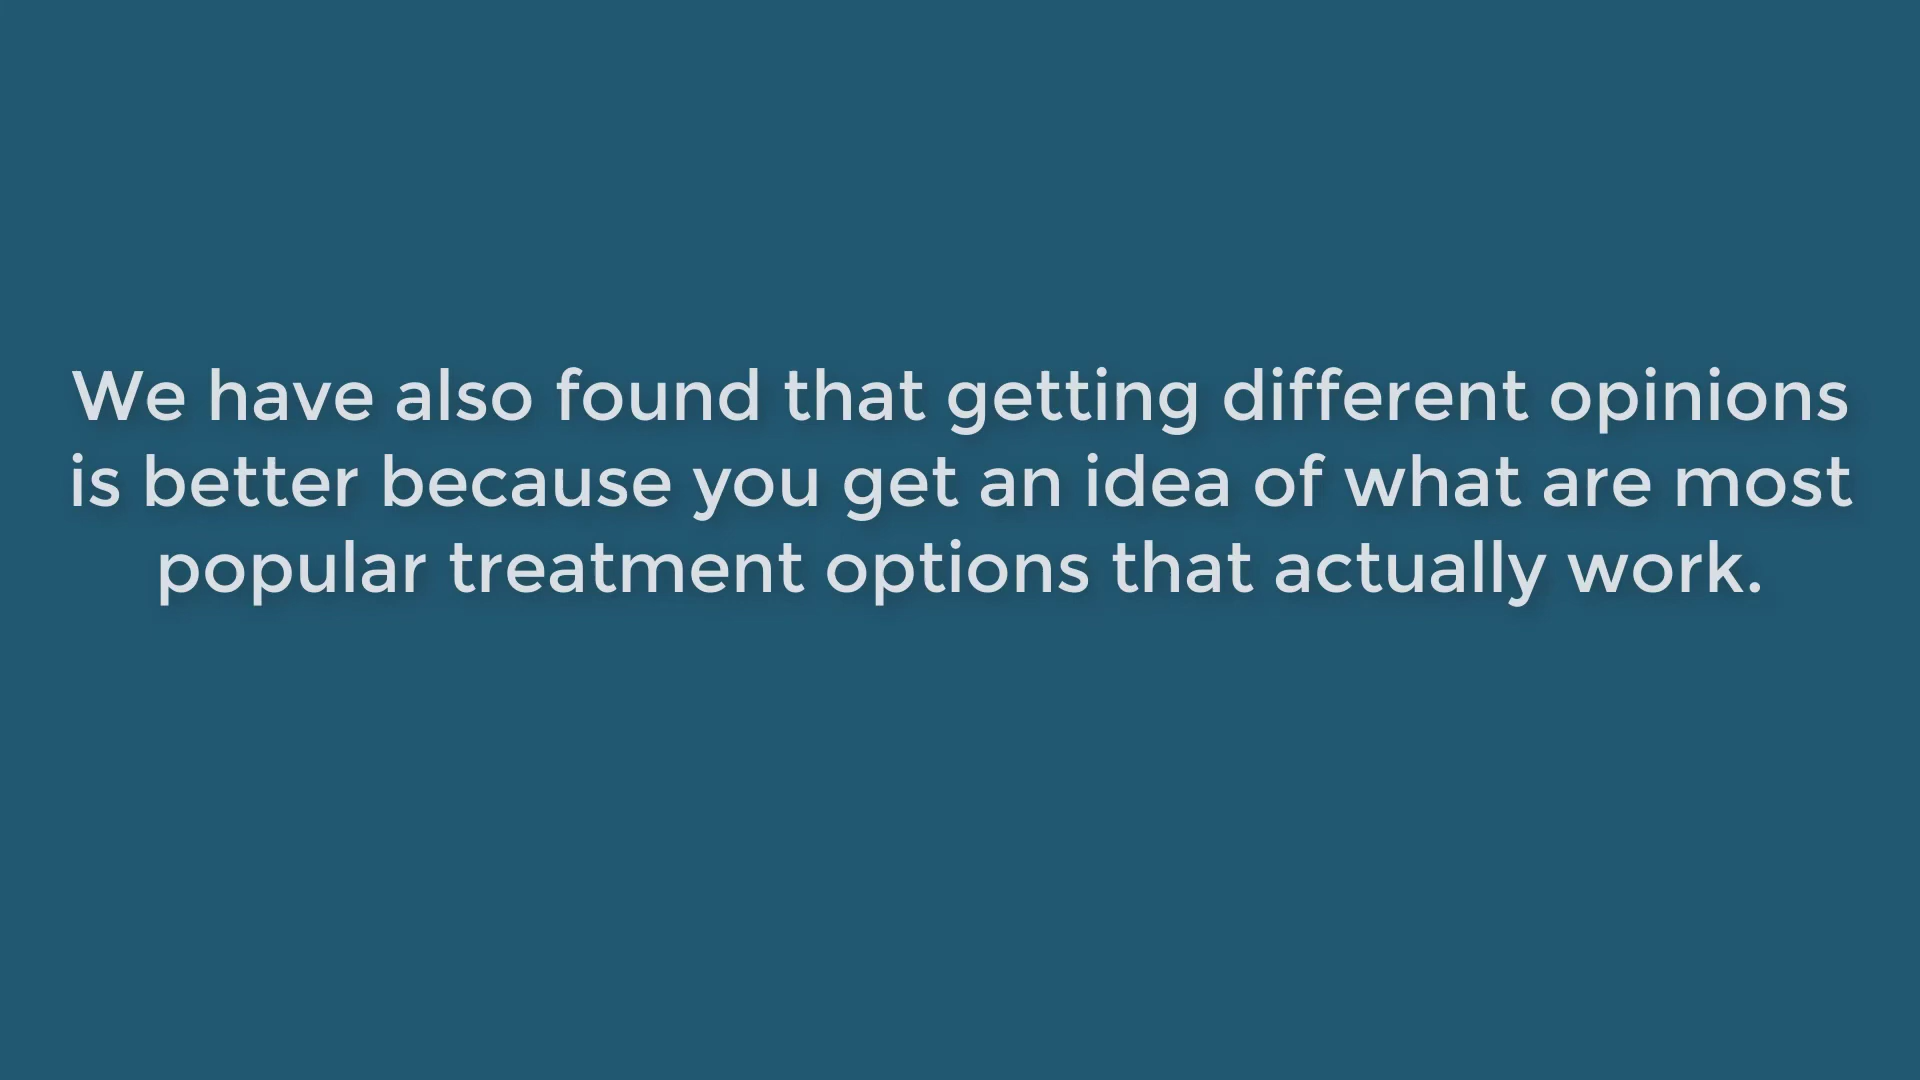 We have also found that getting different opinions
is better because you get an idea of what are most
popular treatment options that actually work.